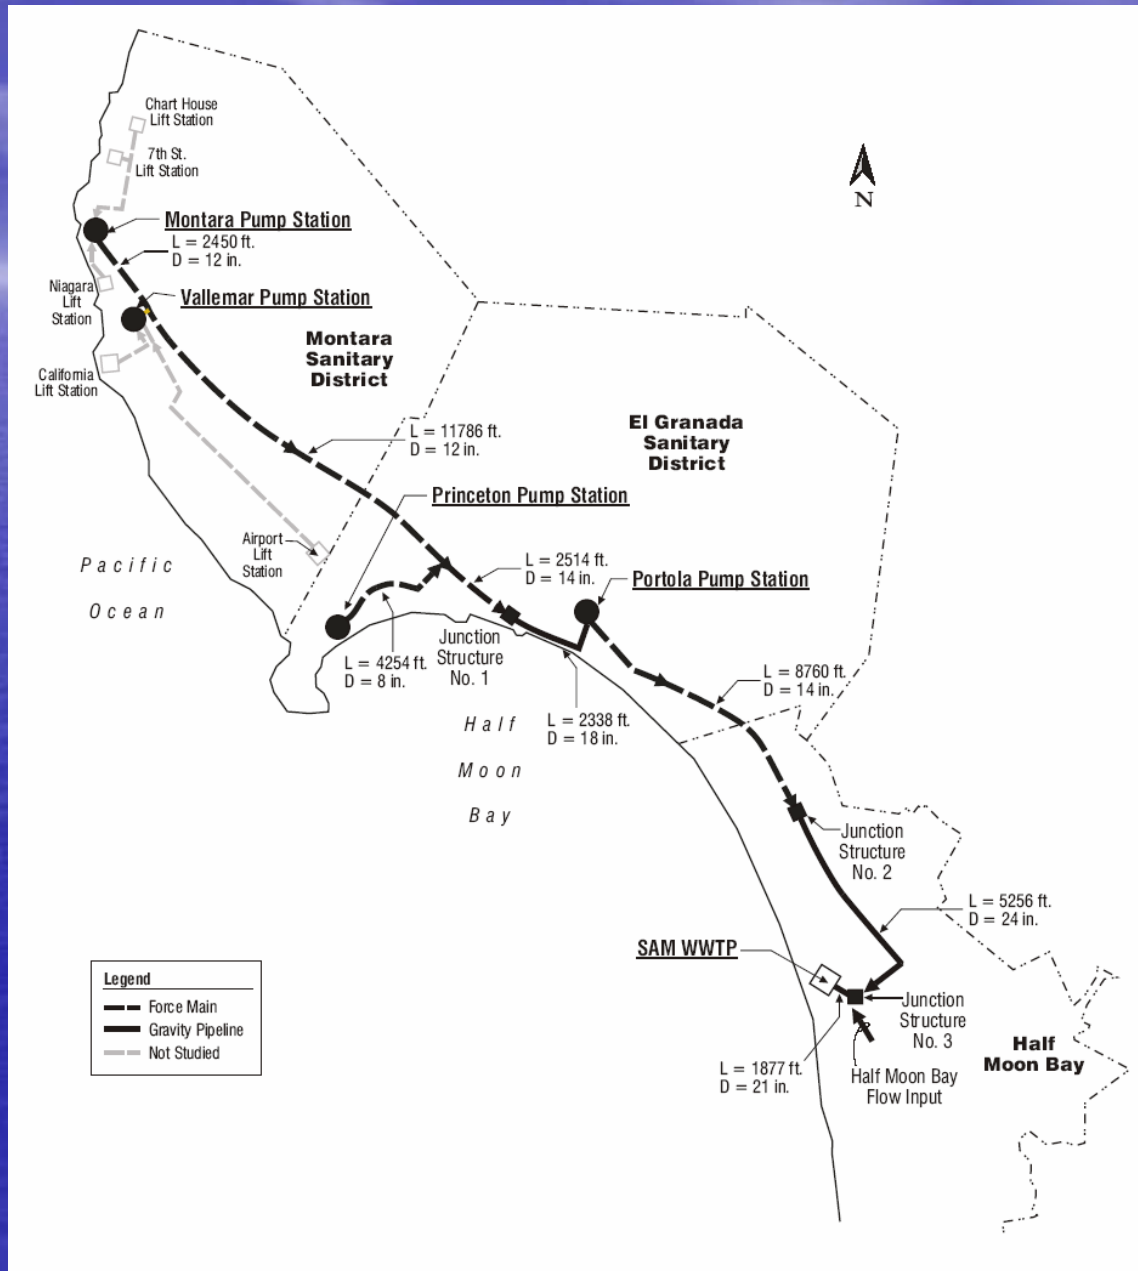 Chart House
Lift Station
7th St.
Lift Station
N
Montara Pump Station
L = 2450 ft.
D = 12 in.
Niagara
Lift
Station
Vallemar Pump Station
Montara
Sanitary
District
California
Lift Station
L = 11786 ft.
D = 12 in.
El Granada
Sanitary
District
Princeton Pump Station
Airport
Lift
Station
Pacific
Ocean
L = 2514 ft.
D = 14 in.
Portola Pump Station
Junction
Structure
No. 1
L = 4254 ft.
D = 8 in.
L = 8760 ft.
D = 14 in.
L = 2338 ft.
D = 18 in.
Half
Moon
Bay
Junction
Structure
No. 2
L = 5256 ft.
D = 24 in.
SAM WWTP
Junction
Structure
No. 3
Half
Moon Bay
L = 1877 ft.
D = 21 in.
Half Moon Bay
Flow Input
Legend
Force Main
Gravity Pipeline
Not Studied